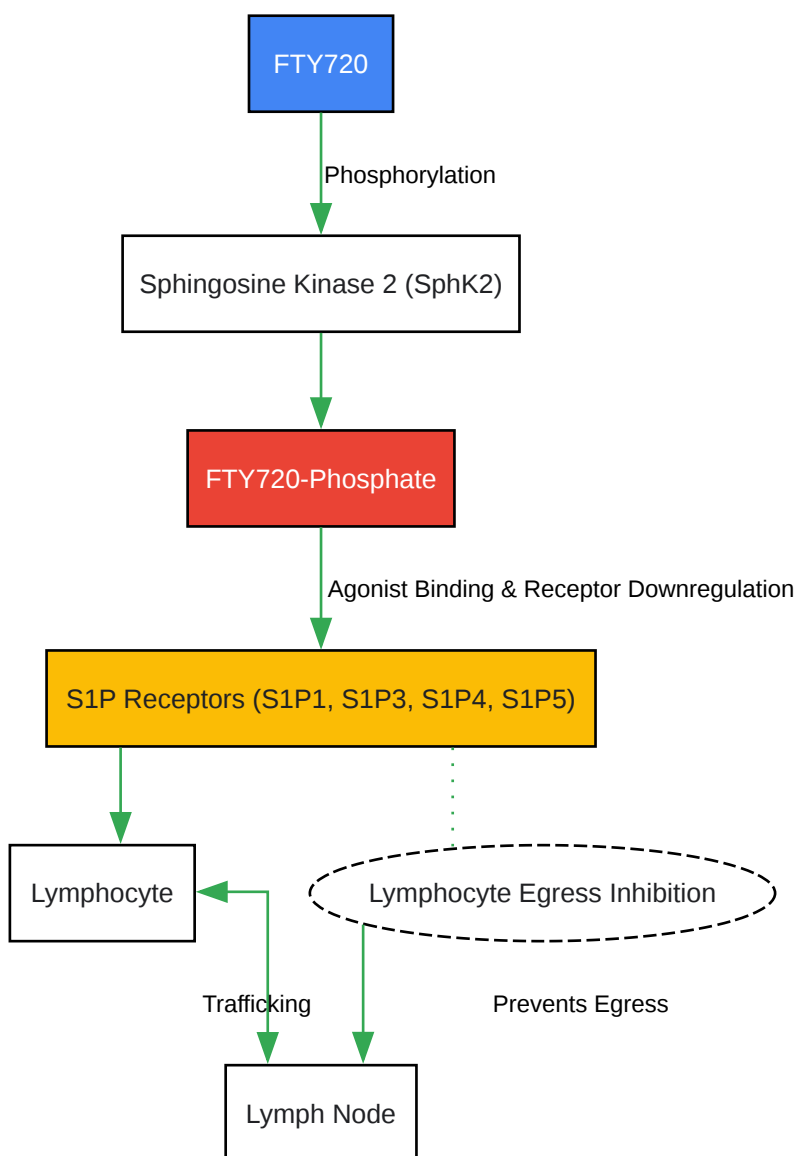 FTY720
Phosphorylation
Sphingosine Kinase 2 (SphK2)
FTY720-Phosphate
Agonist Binding & Receptor Downregulation
S1P Receptors (S1P1, S1P3, S1P4, S1P5)
Lymphocyte
Lymphocyte Egress Inhibition
Trafficking
Prevents Egress
Lymph Node